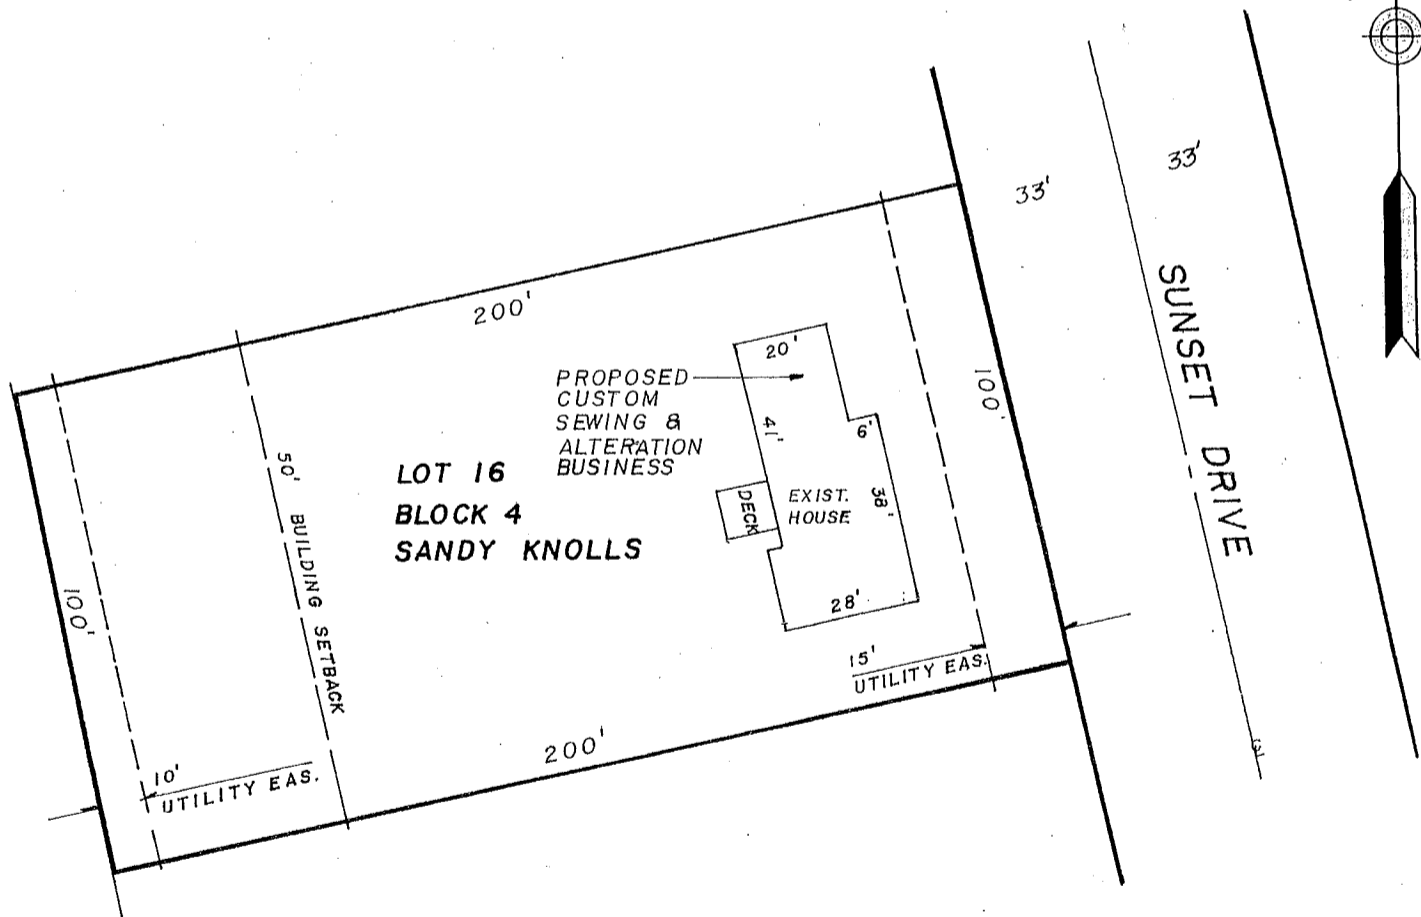 33'
33'
SUNSET DRIVE
200'
20'
PROPOSED
CUSTOM
SEWING &
ALTERATION
BUSINESS
41'
6'
100'
LOT 16
BLOCK 4
SANDY KNOLLS
50' BUILDING SETBACK
DECK
EXIST.
HOUSE
38'
28'
100'
15'
UTILITY EAS.
200'
10'
UTILITY EAS.